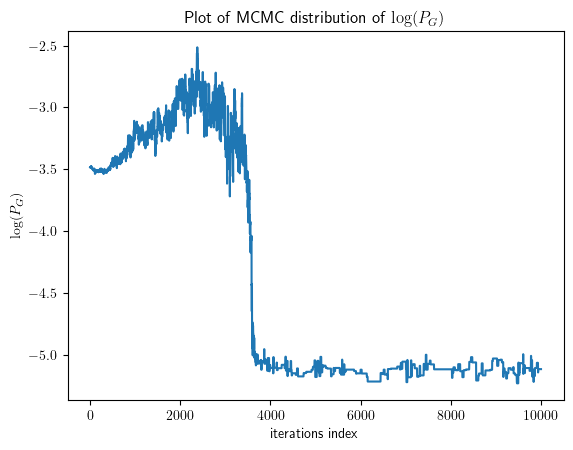 Plot of MCMC distribution of log(P_G)
log(P_G)
−2.5
−3.0
−3.5
−4.0
−4.5
−5.0
0 2000 4000 6000 8000 10000
iterations index